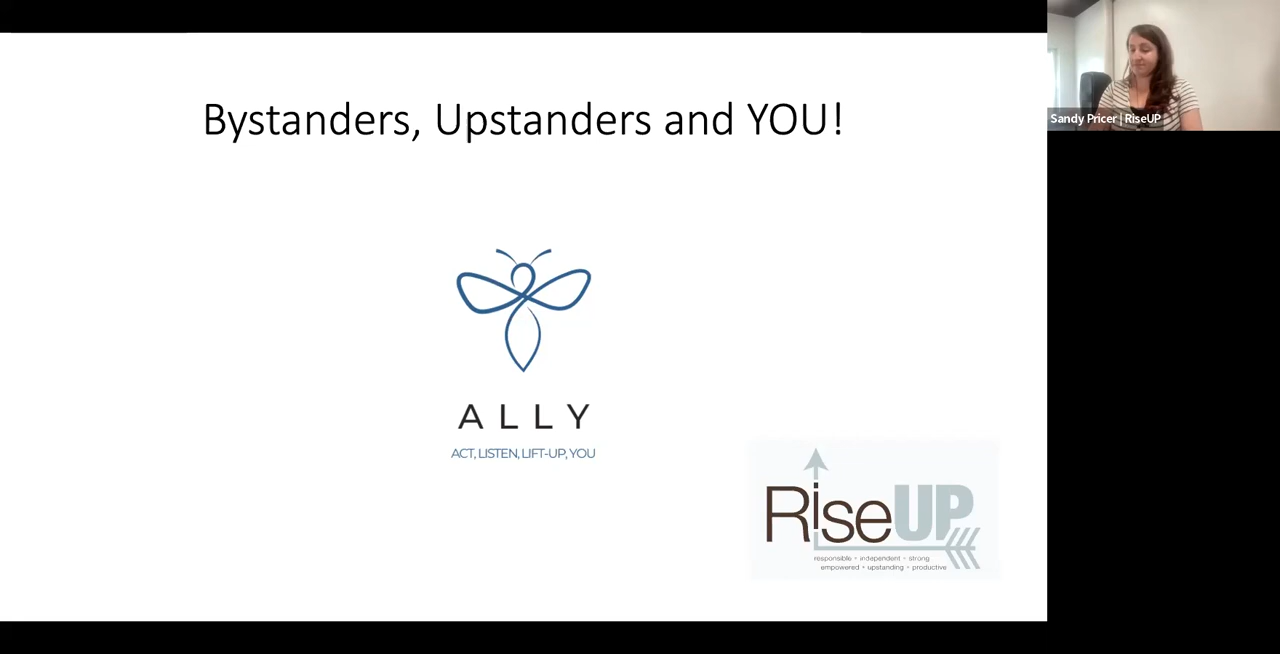 Bystanders, Upstanders and YOU!
Sandy Pricer | RiseUP
ALLY
ACT, LISTEN, LIFT-UP, YOU
RiseUP
responsible • independent • strong
empowered • upstanding • productive